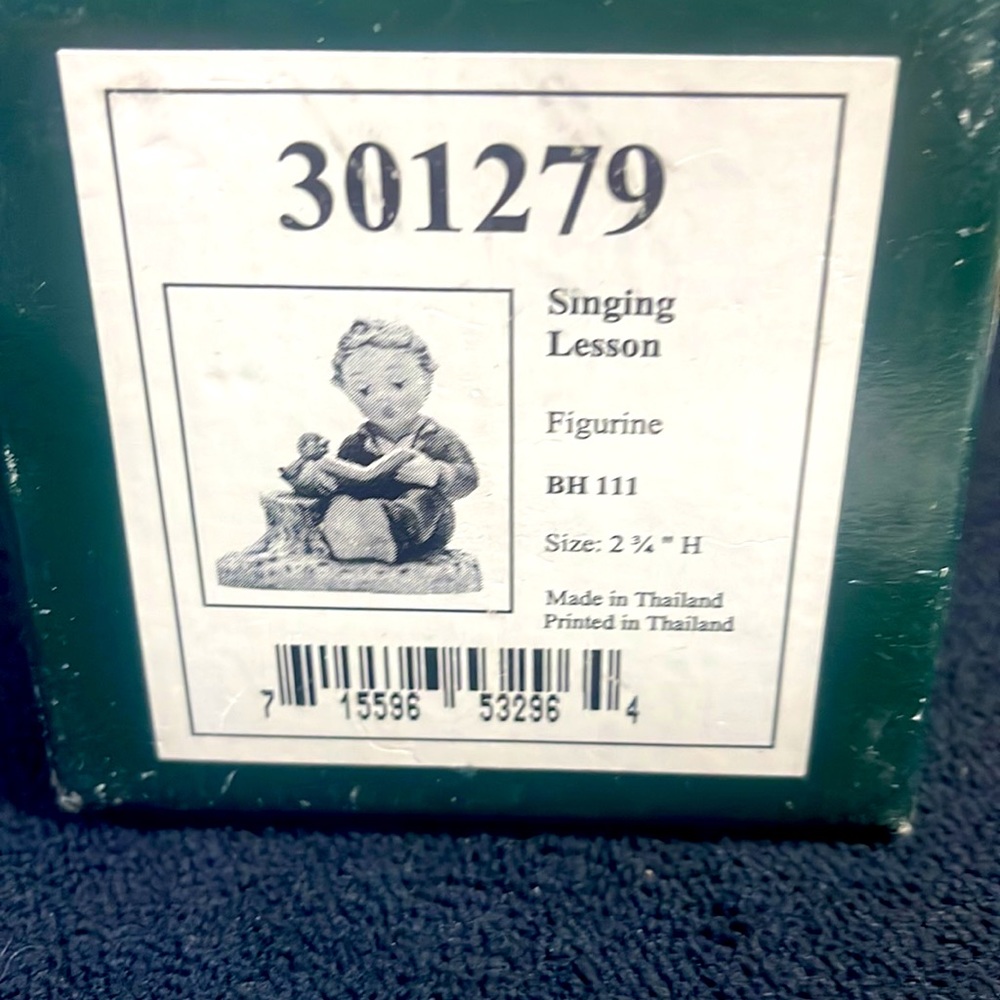 301279
Singing
Lesson
Figurine
BH 111
Size: 2 ¾ " H
Made in Thailand
Printed in Thailand
7 15596 53296 4